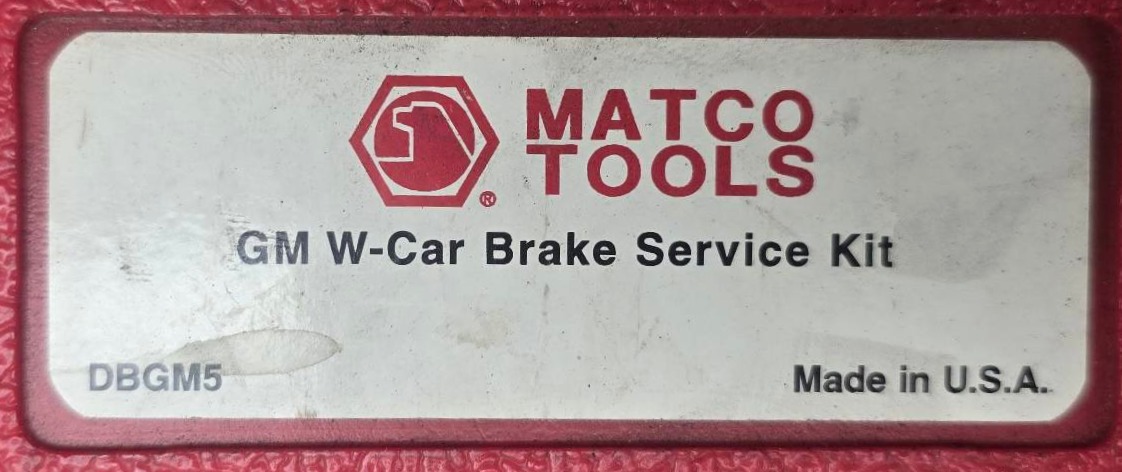 MATCO
TOOLS
®
GM W-Car Brake Service Kit
DBGM5
Made in U.S.A.